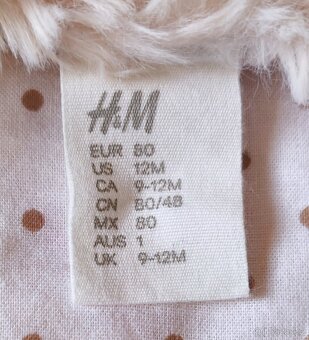 H&M
EUR 80
US 12M
CA 9-12M
CN 80/48
MX 80
AUS 1
UK 9-12M